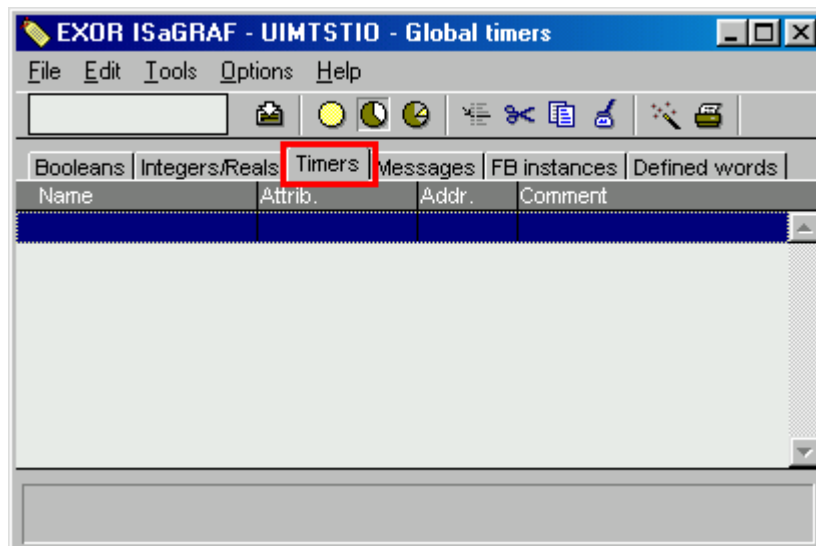 EXOR ISaGRAF - UIMTSTIO - Global timers
File Edit Tools Options Help
Booleans Integers/Reals Timers Messages FB instances Defined words
Name Attrib. Addr. Comment